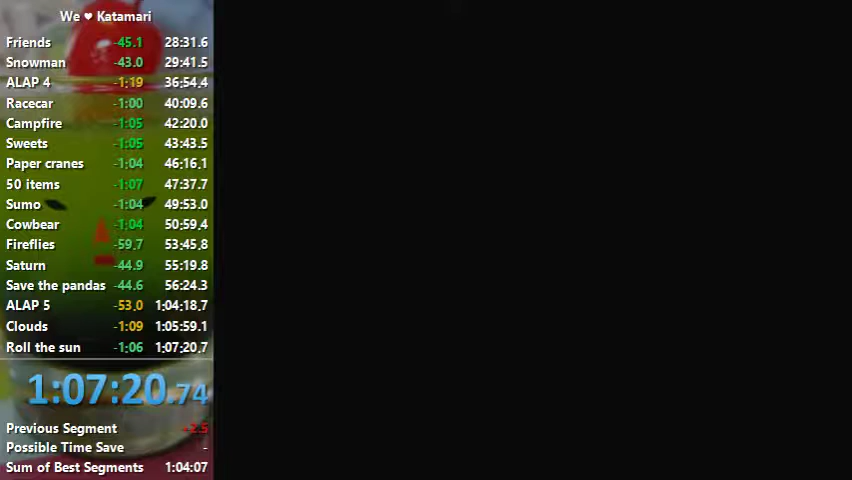 We ♥ Katamari
Friends -45.1 28:31.6
Snowman -43.0 29:41.5
ALAP 4 -1:19 36:54.4
Racecar -1:00 40:09.6
Campfire -1:05 42:20.0
Sweets -1:05 43:43.5
Paper cranes -1:04 46:16.1
50 items -1:07 47:37.7
Sumo -1:04 49:53.0
Cowbear -1:04 50:59.4
Fireflies -59.7 53:45.8
Saturn -44.9 55:19.8
Save the pandas -44.6 56:24.3
ALAP 5 -53.0 1:04:18.7
Clouds -1:09 1:05:59.1
Roll the sun -1:06 1:07:20.7
1:07:20.74
Previous Segment +2.5
Possible Time Save -
Sum of Best Segments 1:04:07